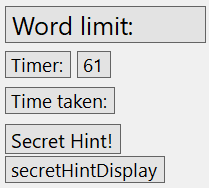 Word limit:
Timer: 61
Time taken:
Secret Hint!
secretHintDisplay